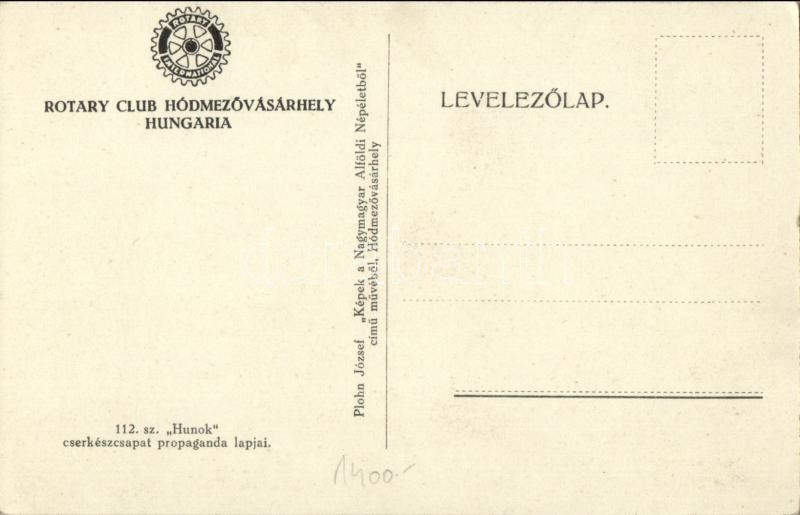 ROTARY
INTERNATIONAL
ROTARY CLUB HÓDMEZŐVÁSÁRHELY
HUNGARIA
112. sz. „Hunok"
cserkészcsapat propaganda lapjai.
Plohn József „Képek a Nagymagyar Alföldi Népéletből"
című művéből, Hódmezővásárhely
LEVELEZŐLAP.
darabanth
1400.-